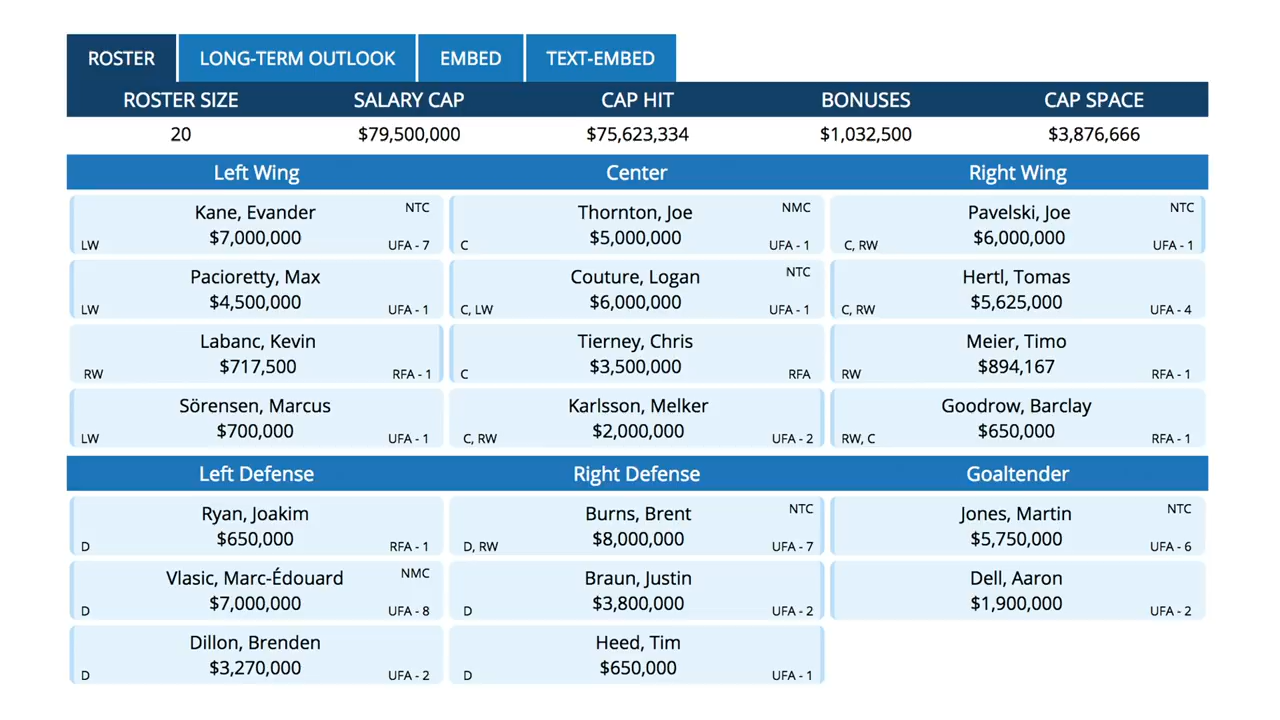 ROSTER LONG-TERM OUTLOOK EMBED TEXT-EMBED
ROSTER SIZE SALARY CAP CAP HIT BONUSES CAP SPACE
20 $79,500,000 $75,623,334 $1,032,500 $3,876,666
Left Wing Center Right Wing
Kane, Evander NTC Thornton, Joe NMC Pavelski, Joe NTC
$7,000,000 $5,000,000 $6,000,000
LW UFA - 7 C UFA - 1 C, RW UFA - 1
Pacioretty, Max Couture, Logan NTC Hertl, Tomas
$4,500,000 $6,000,000 $5,625,000
LW UFA - 1 C, LW UFA - 1 C, RW UFA - 4
Labanc, Kevin Tierney, Chris Meier, Timo
$717,500 $3,500,000 $894,167
RW RFA - 1 C RFA RW RFA - 1
Sörensen, Marcus Karlsson, Melker Goodrow, Barclay
$700,000 $2,000,000 $650,000
LW UFA - 1 C, RW UFA - 2 RW, C RFA - 1
Left Defense Right Defense Goaltender
Ryan, Joakim Burns, Brent NTC Jones, Martin NTC
$650,000 $8,000,000 $5,750,000
D RFA - 1 D, RW UFA - 7 UFA - 6
Vlasic, Marc-Édouard NMC Braun, Justin Dell, Aaron
$7,000,000 $3,800,000 $1,900,000
D UFA - 8 D UFA - 2 UFA - 2
Dillon, Brenden Heed, Tim
$3,270,000 $650,000
D UFA - 2 D UFA - 1